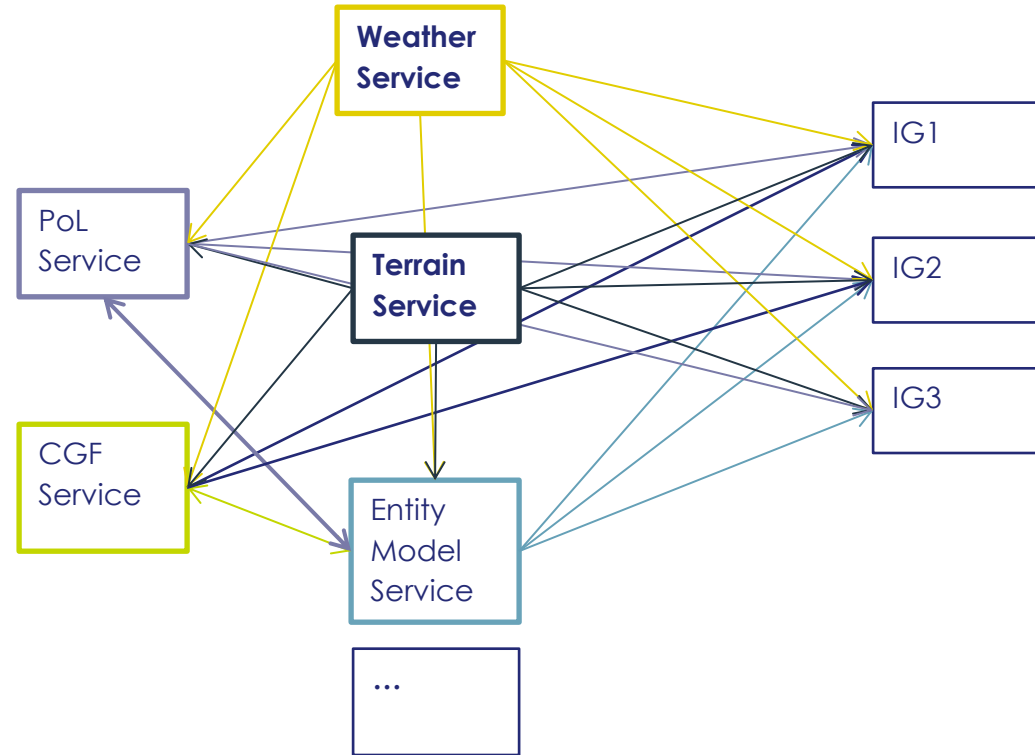 Weather
Service
IG1
PoL
Service
Terrain
Service
IG2
IG3
CGF
Service
Entity
Model
Service
...